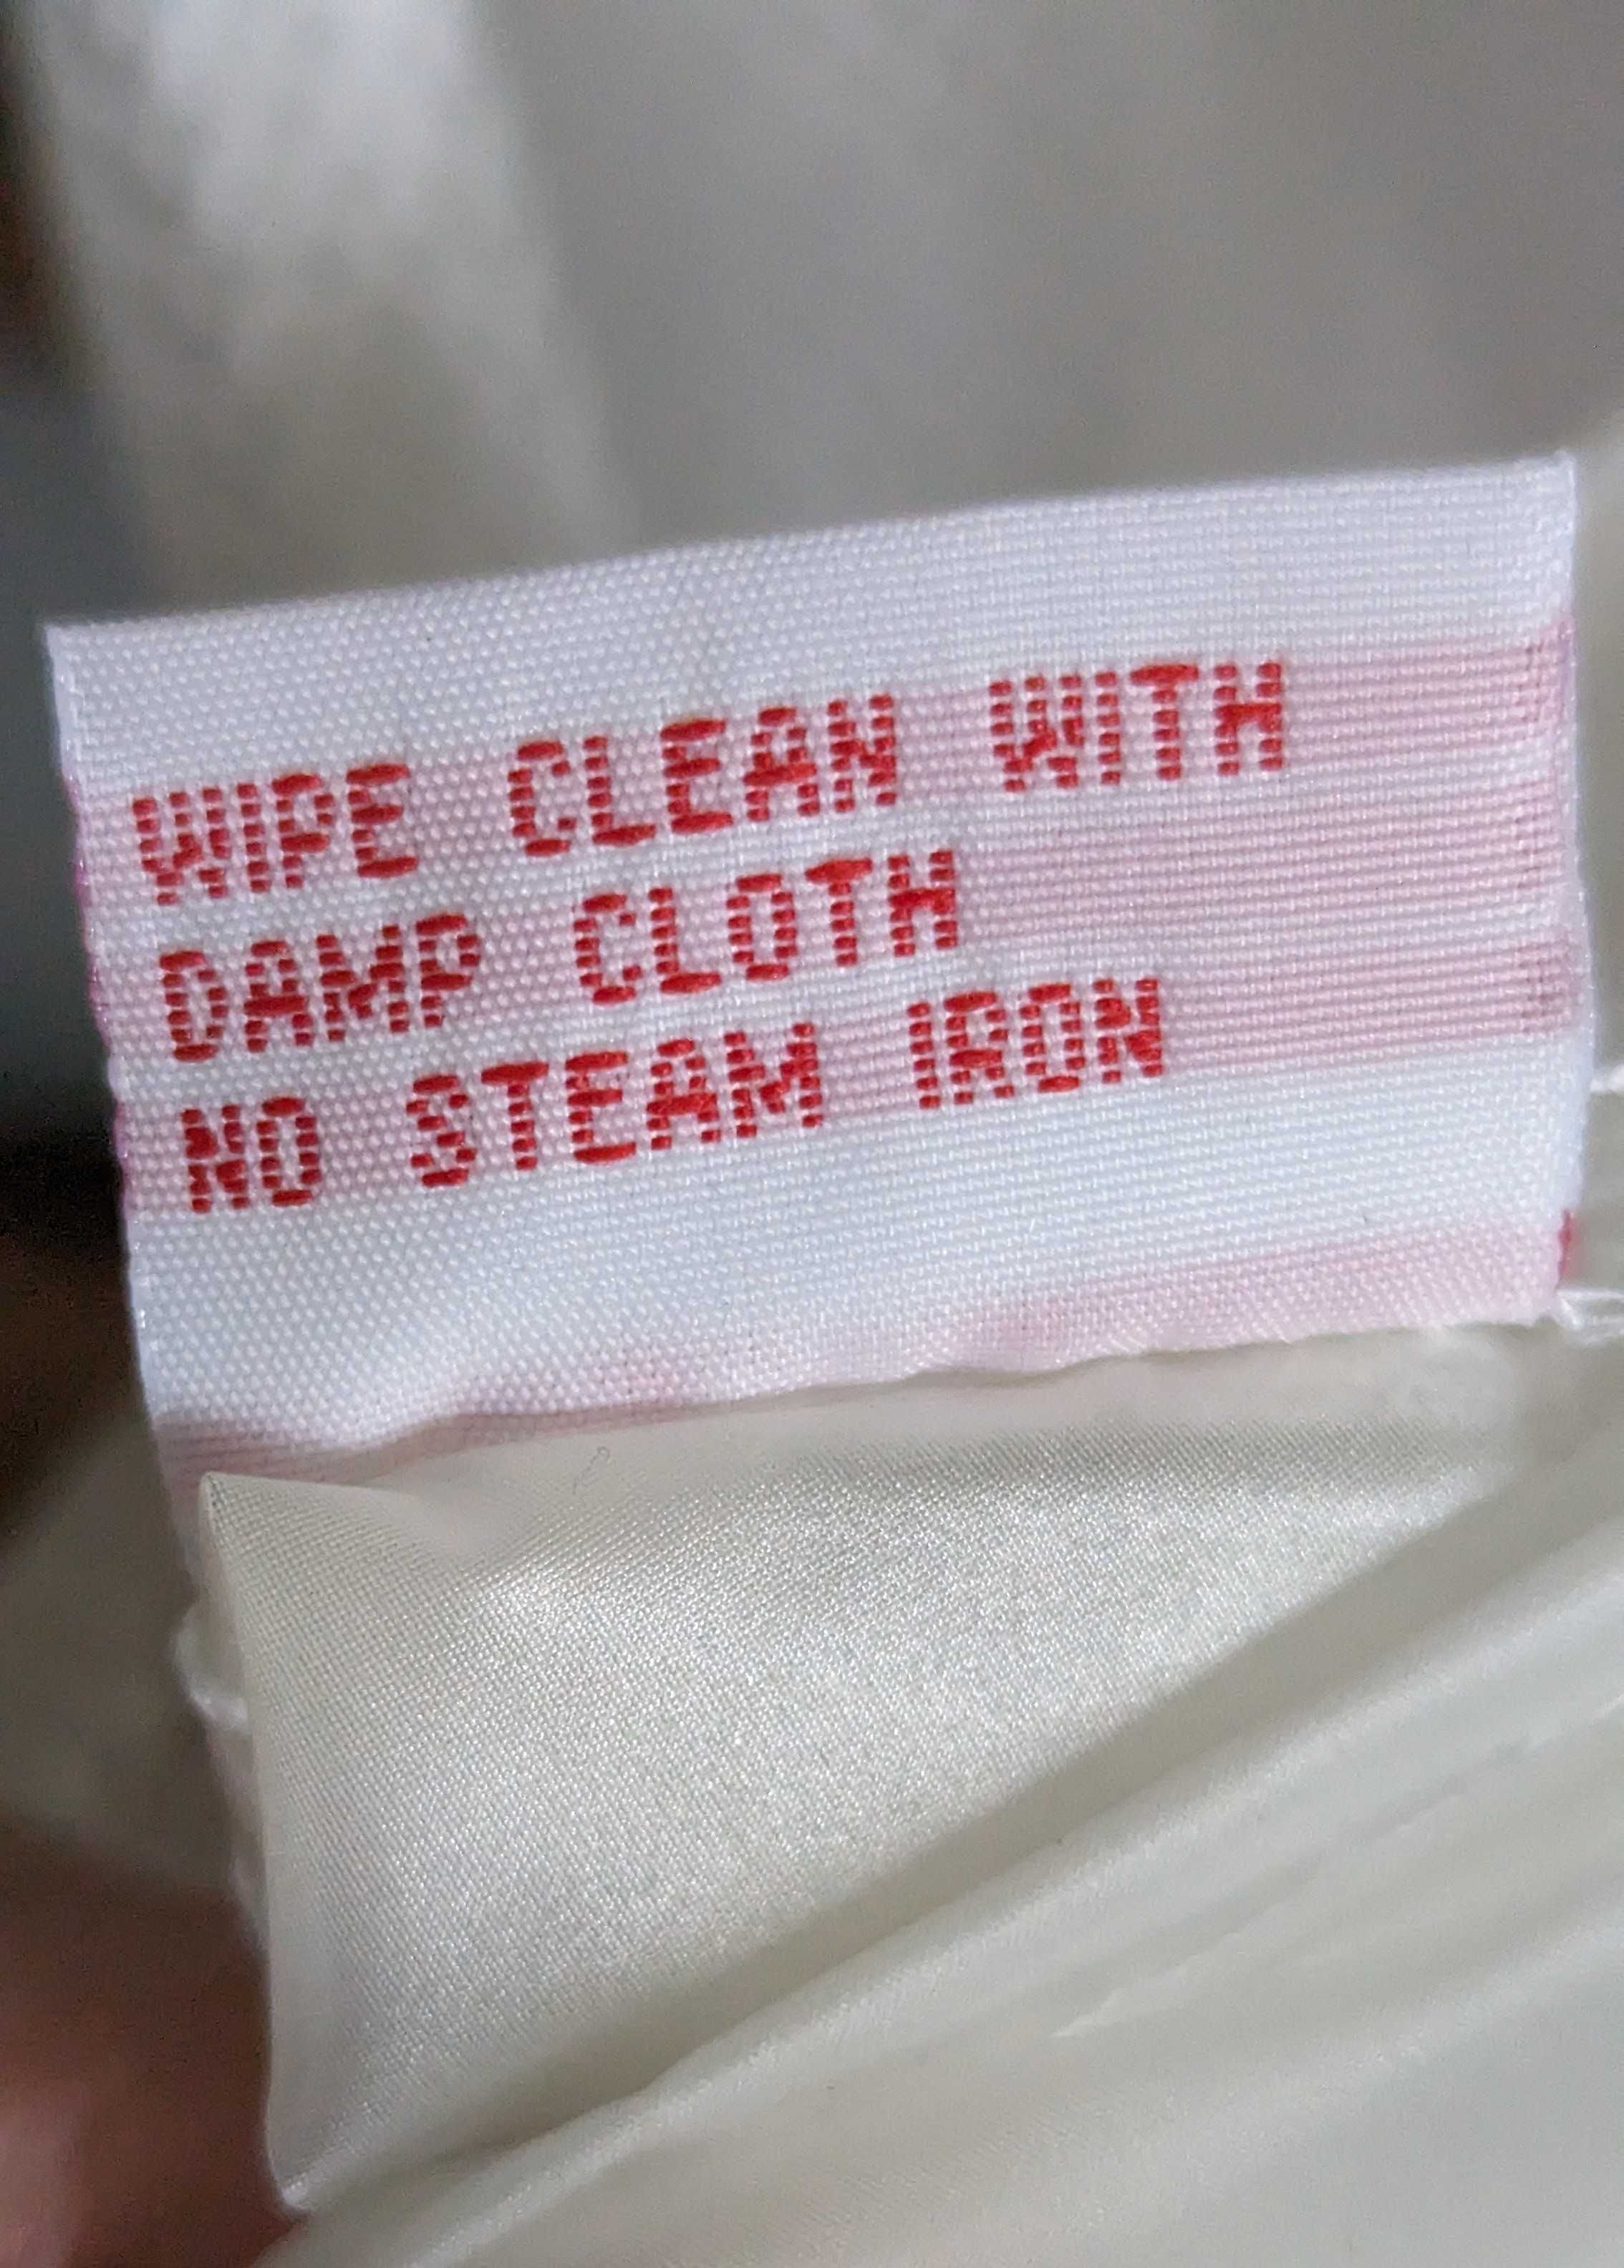 WIPE CLEAN WITH
DAMP CLOTH
NO STEAM IRON